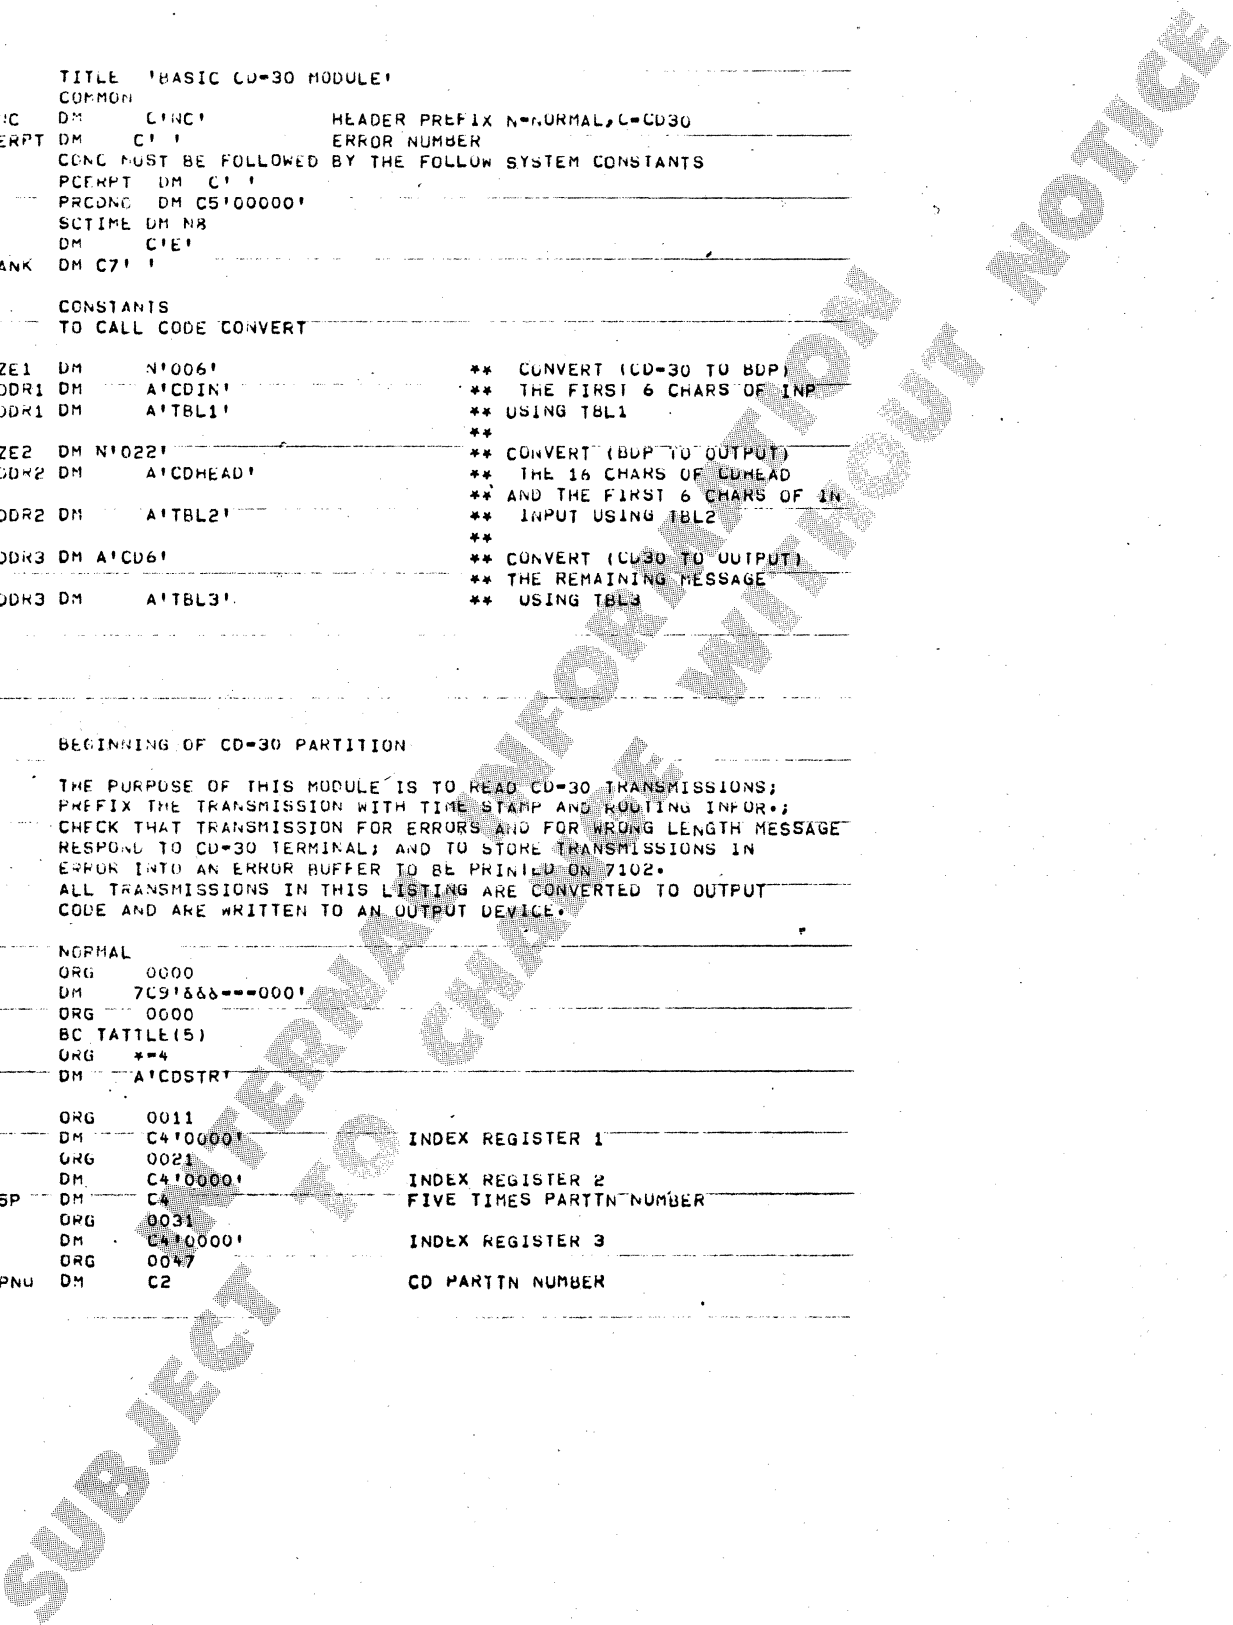 TITLE 'BASIC CD-30 MODULE'
COMMON
NC DM C'NC' HEADER PREFIX N=NORMAL,C=CD30
ERPT DM C' ' ERROR NUMBER
CONC MUST BE FOLLOWED BY THE FOLLOW SYSTEM CONSTANTS
PCERPT DM C' '
PRCONC DM C5'00000'
SCTIME DM N8
DM C'E'
ANK DM C7' '
CONSTANTS
TO CALL CODE CONVERT
ZE1 DM N'006' ** CONVERT (CD-30 TO BDP)
DDR1 DM A'CDIN' ** THE FIRST 6 CHARS OF INP
DDR1 DM A'TBL1' ** USING TBL1
**
ZE2 DM N'022' ** CONVERT (BDP TO OUTPUT)
DDR2 DM A'CDHEAD' ** THE 16 CHARS OF CDHEAD
** AND THE FIRST 6 CHARS OF IN
DDR2 DM A'TBL2' ** INPUT USING TBL2
**
DDR3 DM A'CD6' ** CONVERT (CD30 TO OUTPUT)
** THE REMAINING MESSAGE
DDR3 DM A'TBL3' ** USING TBL3
BEGINNING OF CD-30 PARTITION
THE PURPOSE OF THIS MODULE IS TO READ CD-30 TRANSMISSIONS;
PREFIX THE TRANSMISSION WITH TIME STAMP AND ROUTING INFOR.;
CHECK THAT TRANSMISSION FOR ERRORS AND FOR WRONG LENGTH MESSAGE
RESPOND TO CD-30 TERMINAL; AND TO STORE TRANSMISSIONS IN
ERROR INTO AN ERROR BUFFER TO BE PRINTED ON 7102.
ALL TRANSMISSIONS IN THIS LISTING ARE CONVERTED TO OUTPUT
CODE AND ARE WRITTEN TO AN OUTPUT DEVICE.
NORMAL
ORG 0000
DM 7C9'&&&---000'
ORG 0000
BC TATTLE(5)
ORG *-4
DM A'CDSTRT
ORG 0011
DM C4'0000' INDEX REGISTER 1
ORG 0021
DM C4'0000' INDEX REGISTER 2
5P DM C4 FIVE TIMES PARTTN NUMBER
ORG 0031
DM C4'0000' INDEX REGISTER 3
ORG 0047
PNU DM C2 CD PARTTN NUMBER
INTERNAL INFORMATION
SUBJECT TO CHANGE WITHOUT NOTICE